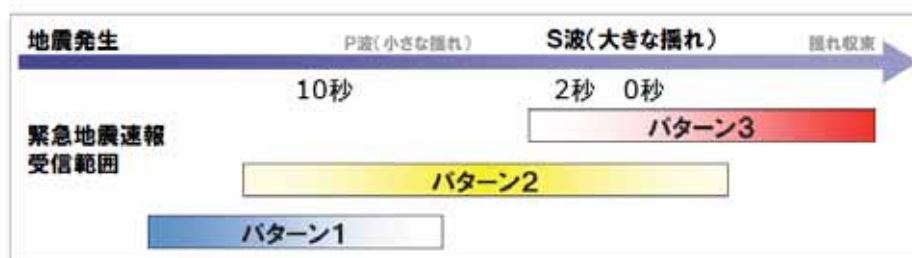 地震発生 P波(小さな揺れ) S波(大きな揺れ) 揺れ収束
10秒 2秒 0秒
パターン3
緊急地震速報
受信範囲
パターン2
パターン1